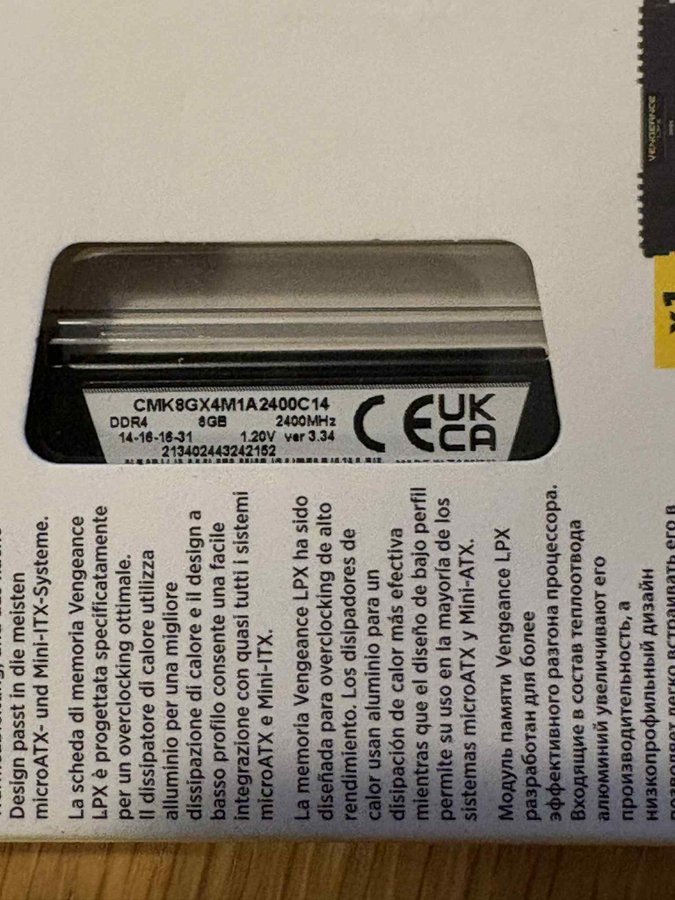 CMK8GX4M1A2400C14
DDR4 8GB 2400MHz
14-16-16-31 1.20V ver 3.34
213402443242152
CE UK
CA
VENGEANCE
x1
Design passt in die meisten
microATX- und Mini-ITX-Systeme.
La scheda di memoria Vengeance
LPX è progettata specificatamente
per un overclocking ottimale.
Il dissipatore di calore utilizza
alluminio per una migliore
dissipazione di calore e il design a
basso profilo consente una facile
integrazione con quasi tutti i sistemi
microATX e Mini-ITX.
La memoria Vengeance LPX ha sido
diseñada para overclocking de alto
rendimiento. Los disipadores de
calor usan aluminio para un
disipación de calor más efectiva
mientras que el diseño de bajo perfil
permite su uso en la mayoría de los
sistemas microATX y Mini-ATX.
Модуль памяти Vengeance LPX
разработан для более
эффективного разгона процессора.
Входящие в состав теплоотвода
алюминий увеличивают его
производительность, а
низкопрофильный дизайн
позволяет легко встраивать его в